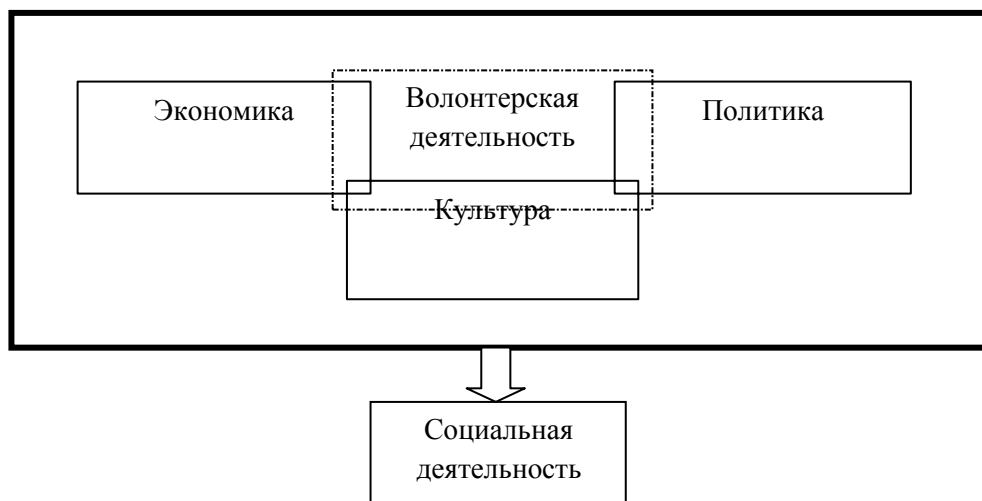 Экономика
Волонтерская
деятельность
Политика
Культура
Социальная
деятельность